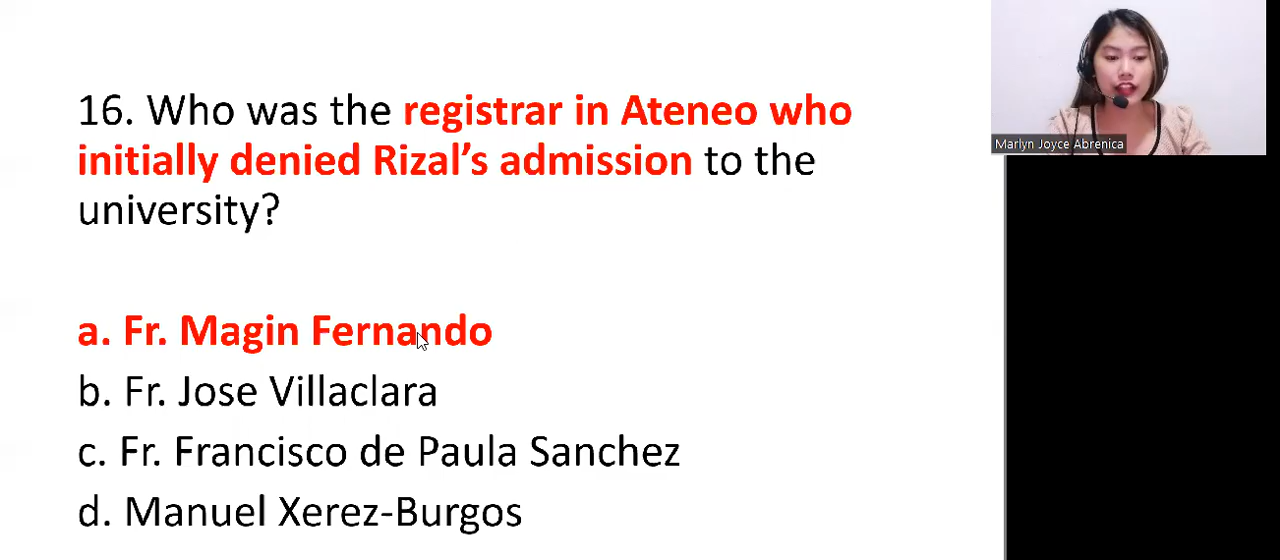 16. Who was the registrar in Ateneo who
initially denied Rizal’s admission to the
university?
a. Fr. Magin Fernando
b. Fr. Jose Villaclara
c. Fr. Francisco de Paula Sanchez
d. Manuel Xerez-Burgos
Marlyn Joyce Abrenica